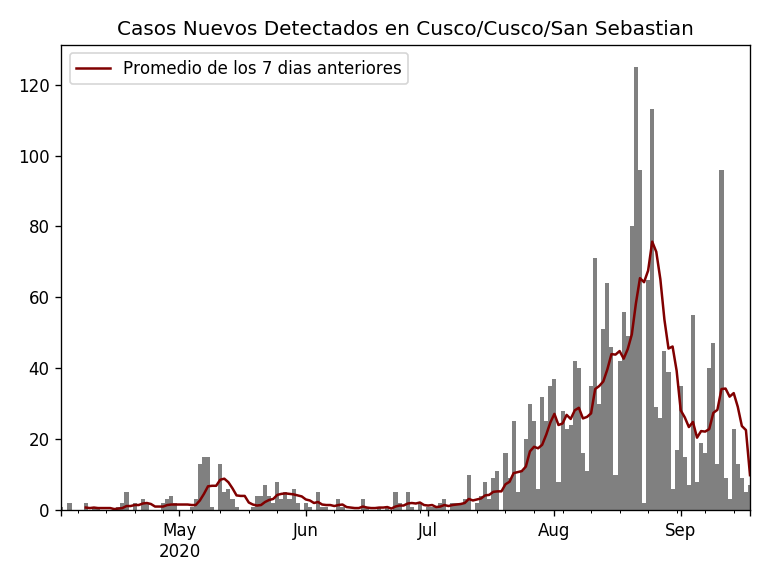 Casos Nuevos Detectados en Cusco/Cusco/San Sebastian
Promedio de los 7 dias anteriores
120
100
80
60
40
20
0
May
2020
Jun
Jul
Aug
Sep